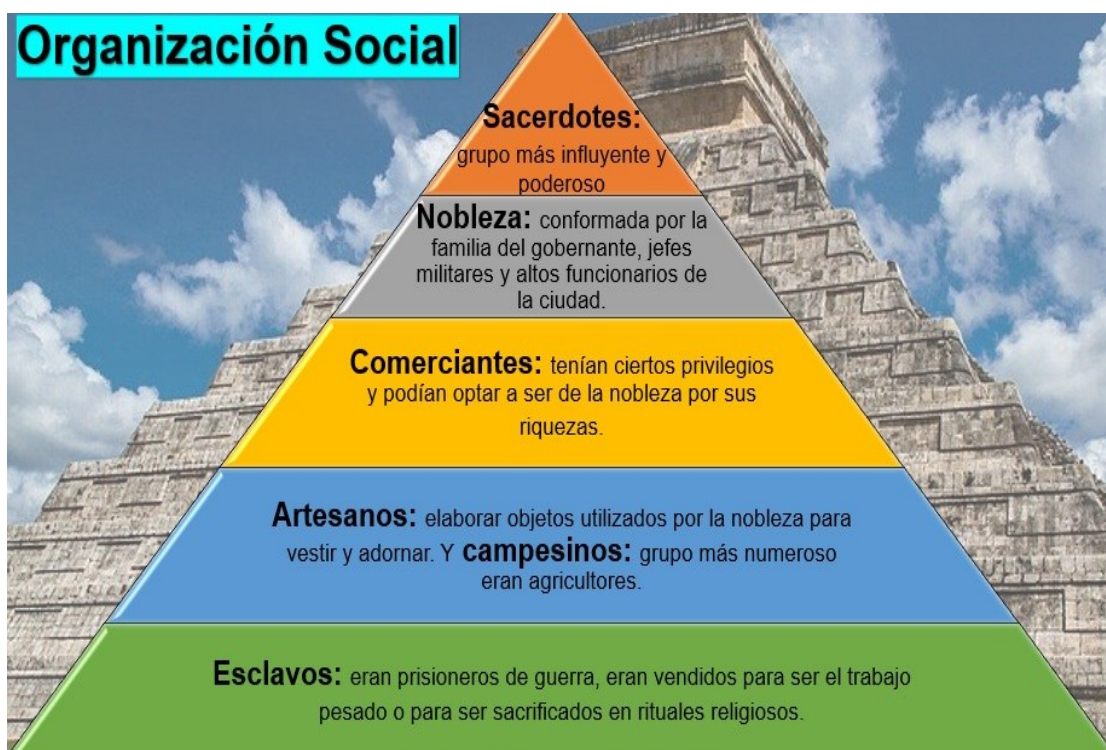 Organización Social
Sacerdotes:
grupo más influyente y
poderoso
Nobleza: conformada por la
familia del gobernante, jefes
militares y altos funcionarios de
la ciudad.
Comerciantes: tenían ciertos privilegios
y podían optar a ser de la nobleza por sus
riquezas.
Artesanos: elaborar objetos utilizados por la nobleza para
vestir y adornar. Y campesinos: grupo más numeroso
eran agricultores.
Esclavos: eran prisioneros de guerra, eran vendidos para ser el trabajo
pesado o para ser sacrificados en rituales religiosos.